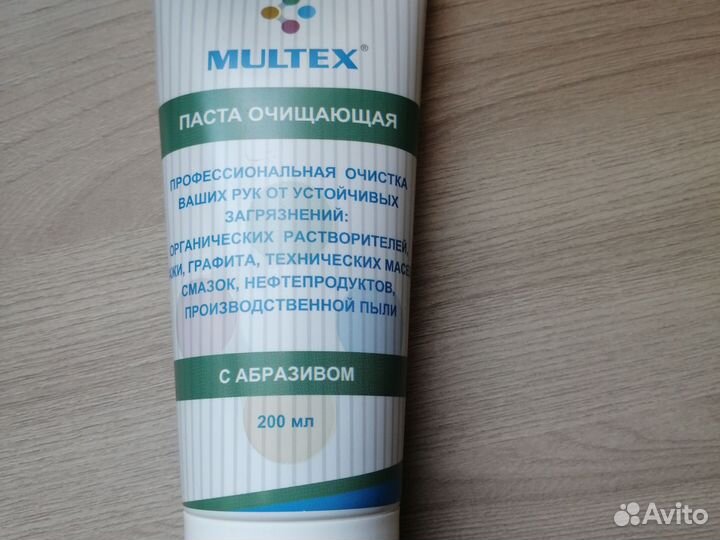 MULTEX®
ПАСТА ОЧИЩАЮЩАЯ
ПРОФЕССИОНАЛЬНАЯ ОЧИСТКА
ВАШИХ РУК ОТ УСТОЙЧИВЫХ
ЗАГРЯЗНЕНИЙ:
ОРГАНИЧЕСКИХ РАСТВОРИТЕЛЕЙ,
ГРАФИТА, ТЕХНИЧЕСКИХ
СМАЗОК, НЕФТЕПРОДУКТОВ,
ПРОИЗВОДСТВЕННОЙ ПЫЛИ
С АБРАЗИВОМ
200 мл
Avito